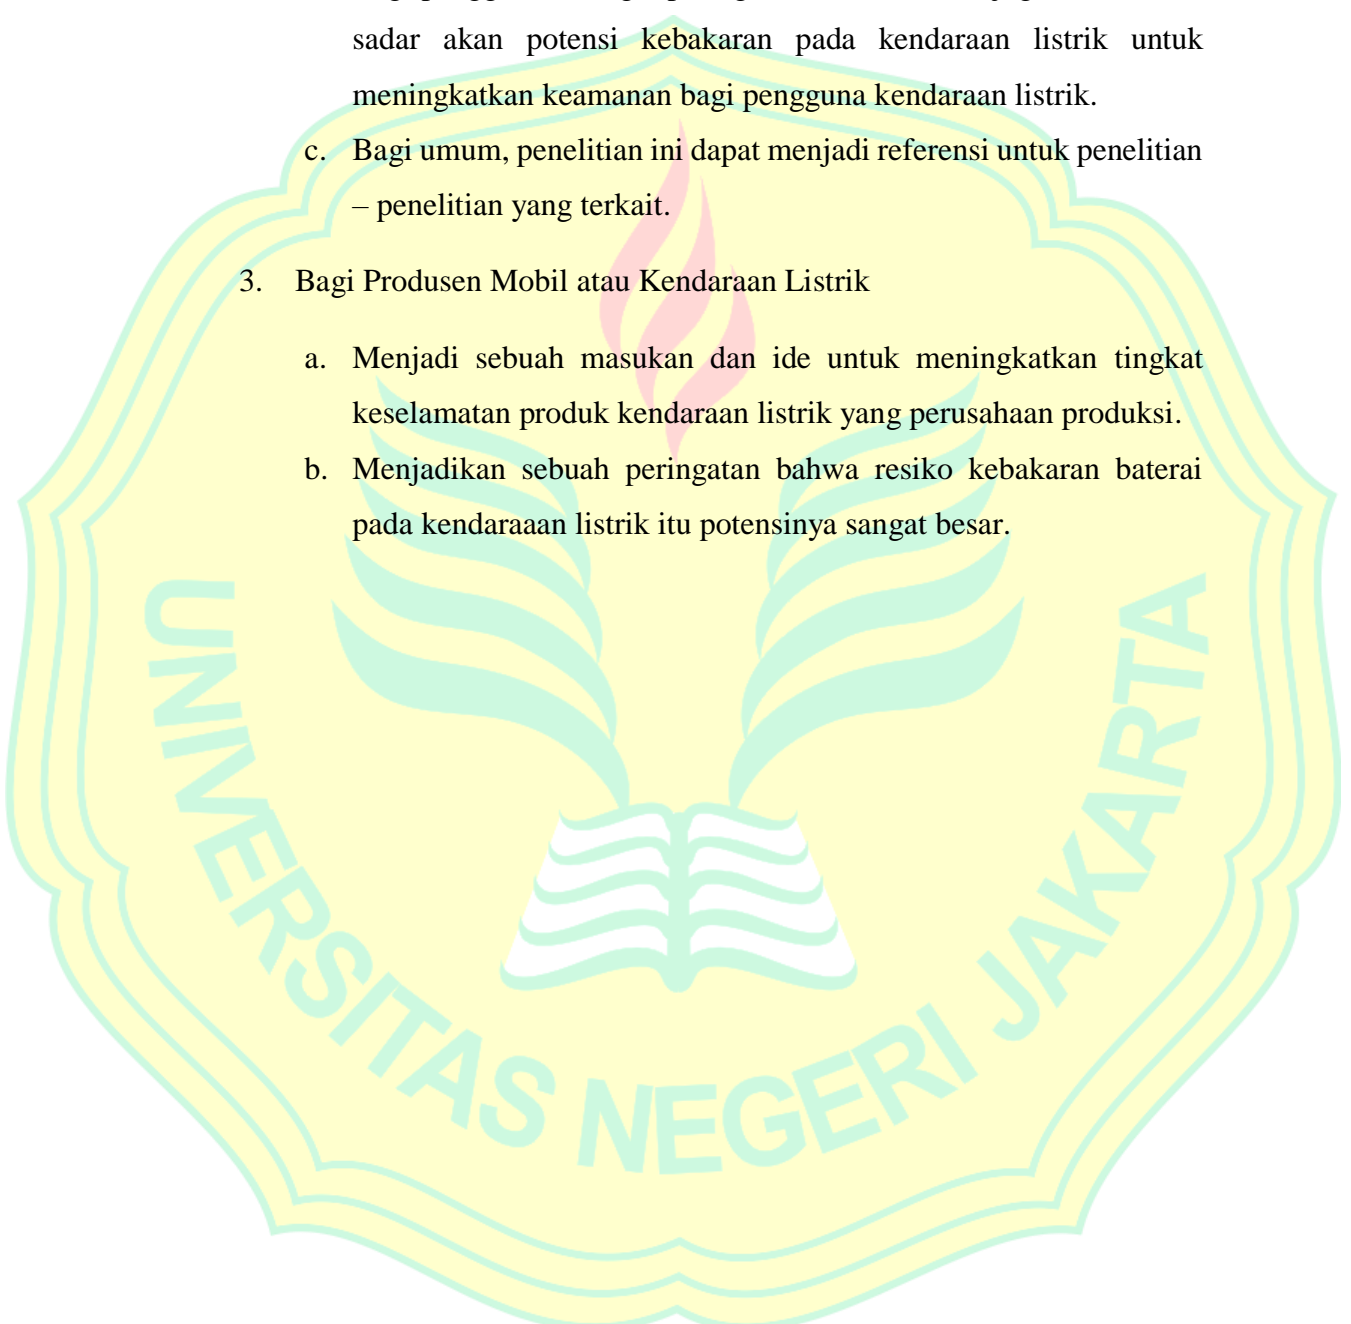 sadar akan potensi kebakaran pada kendaraan listrik untuk
meningkatkan keamanan bagi pengguna kendaraan listrik.
c. Bagi umum, penelitian ini dapat menjadi referensi untuk penelitian
– penelitian yang terkait.
3. Bagi Produsen Mobil atau Kendaraan Listrik
a. Menjadi sebuah masukan dan ide untuk meningkatkan tingkat
keselamatan produk kendaraan listrik yang perusahaan produksi.
b. Menjadikan sebuah peringatan bahwa resiko kebakaran baterai
pada kendaraaan listrik itu potensinya sangat besar.
UNIVERSITAS NEGERI JAKARTA